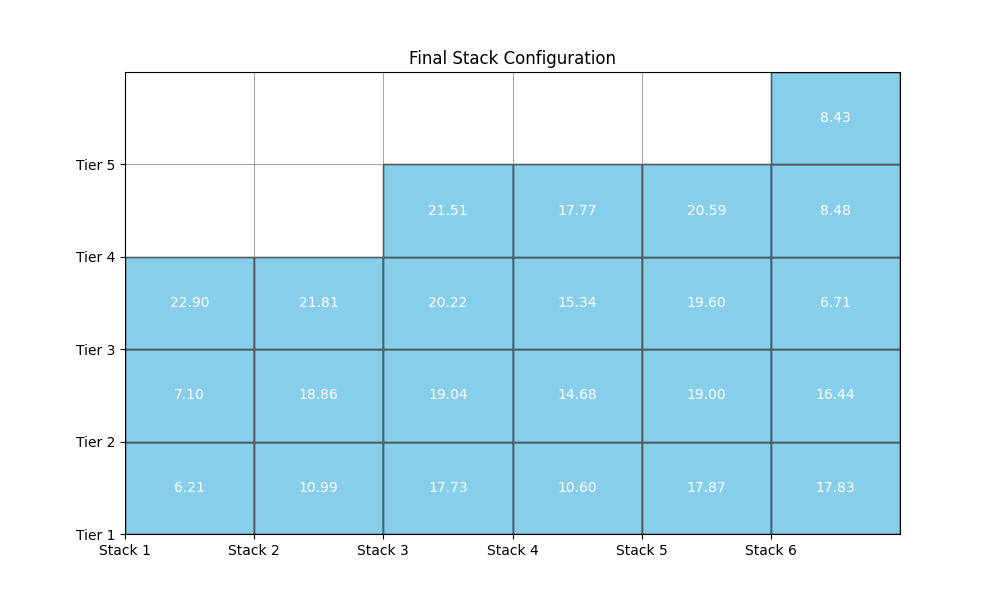 Final Stack Configuration
8.43
Tier 5
21.51 17.77 20.59 8.48
Tier 4
22.90 21.81 20.22 15.34 19.60 6.71
Tier 3
7.10 18.86 19.04 14.68 19.00 16.44
Tier 2
6.21 10.99 17.73 10.60 17.87 17.83
Tier 1
Stack 1 Stack 2 Stack 3 Stack 4 Stack 5 Stack 6